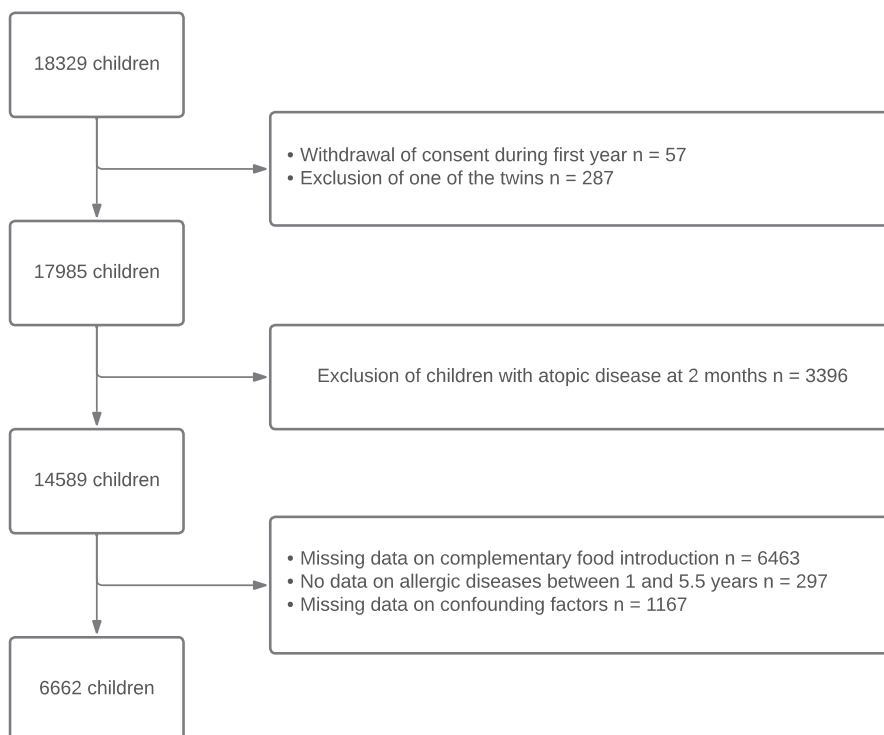 18329 children
• Withdrawal of consent during first year n = 57
• Exclusion of one of the twins n = 287
17985 children
Exclusion of children with atopic disease at 2 months n = 3396
14589 children
• Missing data on complementary food introduction n = 6463
• No data on allergic diseases between 1 and 5.5 years n = 297
• Missing data on confounding factors n = 1167
6662 children